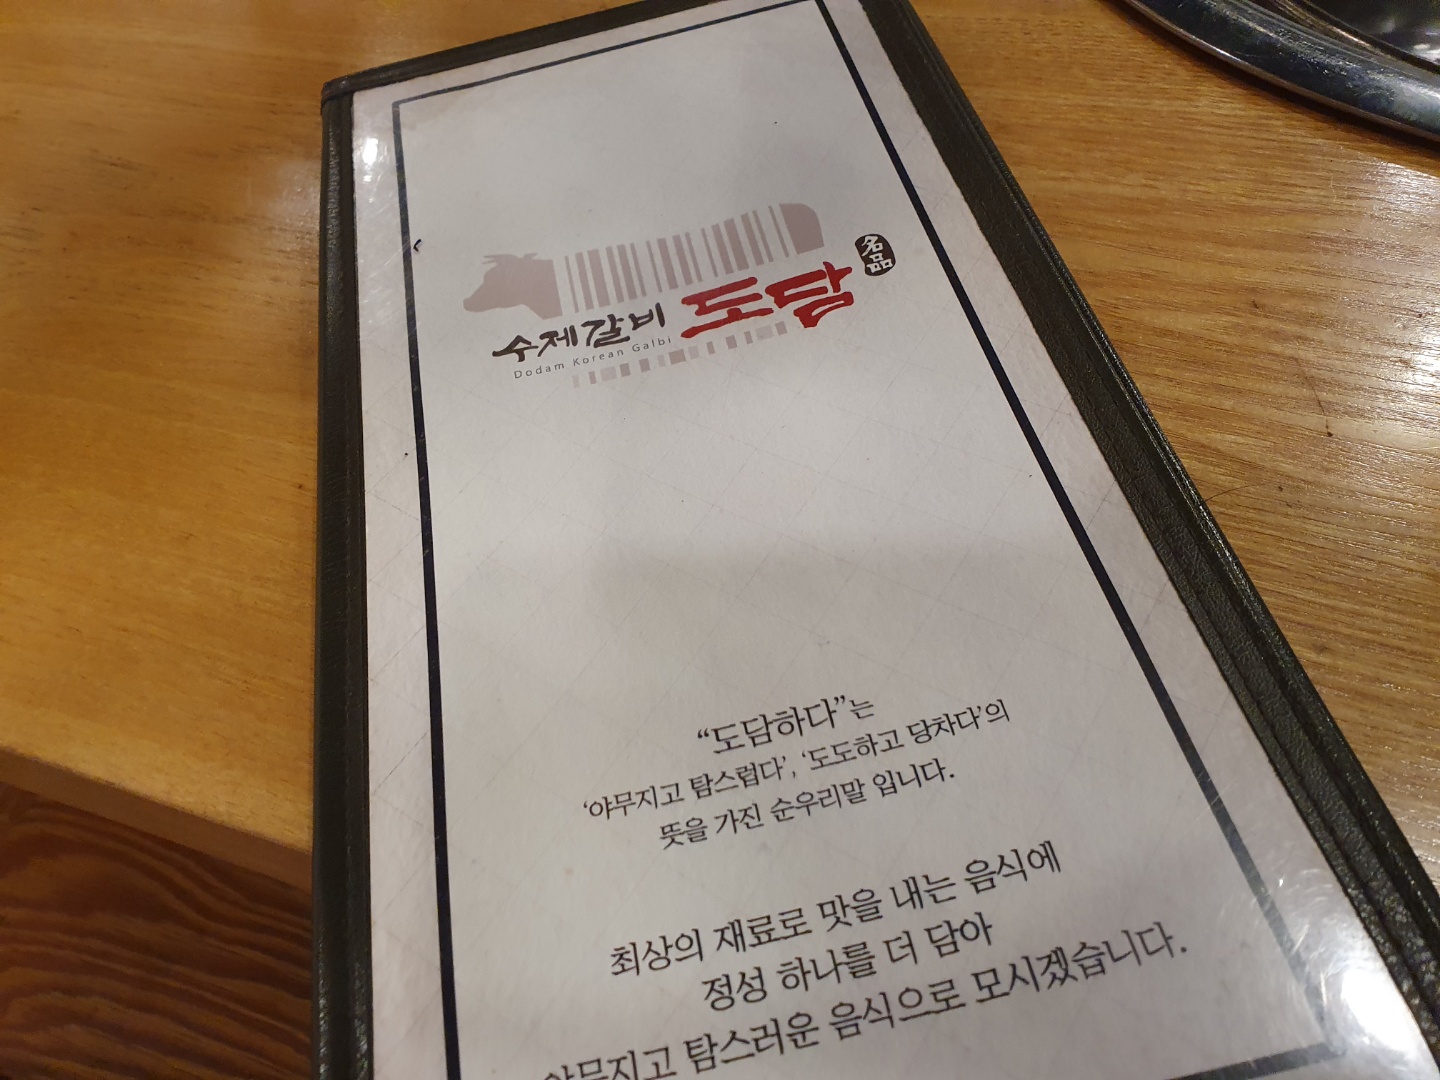 名品
수제갈비 도담
Dodam Korean Galbi
“도담하다”는
‘야무지고 탐스럽다’, ‘도도하고 당차다’의
뜻을 가진 순우리말 입니다.
최상의 재료로 맛을 내는 음식에
정성 하나를 더 담아
야무지고 탐스러운 음식으로 모시겠습니다.